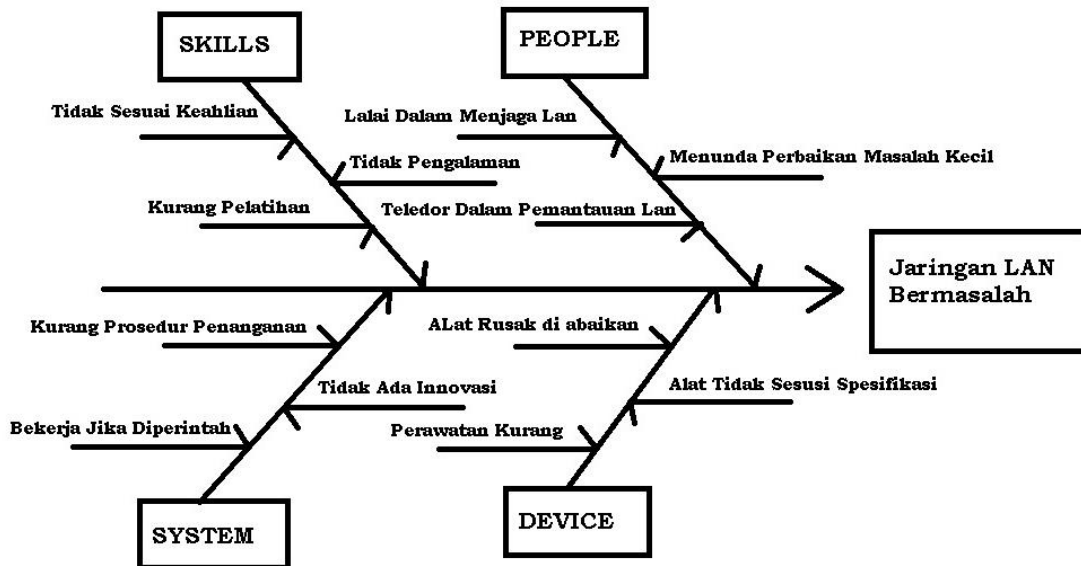 SKILLS
PEOPLE
Tidak Sesuai Keahlian
Lalai Dalam Menjaga Lan
Tidak Pengalaman
Menunda Perbaikan Masalah Kecil
Kurang Pelatihan
Teledor Dalam Pemantauan Lan
Jaringan LAN
Bermasalah
Kurang Prosedur Penanganan
ALat Rusak di abaikan
Tidak Ada Innovasi
Alat Tidak Sesusi Spesifikasi
Bekerja Jika Diperintah
Perawatan Kurang
SYSTEM
DEVICE